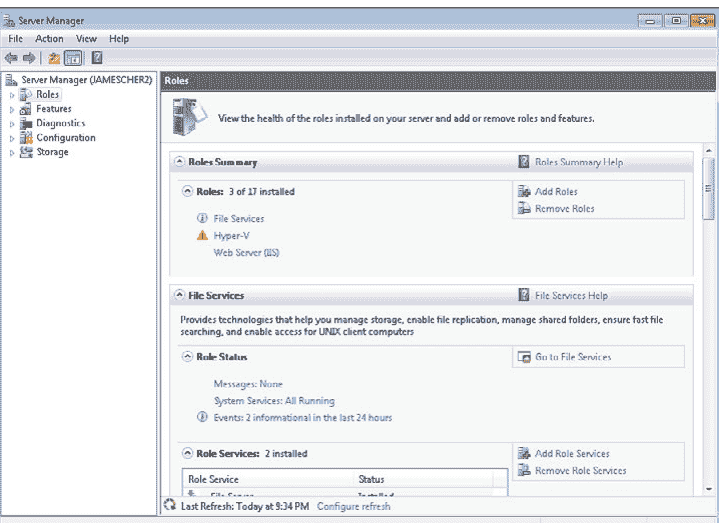 Server Manager
File Action View Help
Server Manager (JAMESCHER2)
Roles
Features
Diagnostics
Configuration
Storage
Roles
View the health of the roles installed on your server and add or remove roles and features.
Roles Summary
Roles Summary Help
Roles: 3 of 17 installed
Add Roles
Remove Roles
File Services
Hyper-V
Web Server (IIS)
File Services
File Services Help
Provides technologies that help you manage storage, enable file replication, manage shared folders, ensure fast file
searching, and enable access for UNIX client computers
Role Status
Go to File Services
Messages: None
System Services: All Running
Events: 2 informational in the last 24 hours
Role Services: 2 installed
Add Role Services
Remove Role Services
Role Service Status
File Server Installed
Last Refresh: Today at 9:34 PM Configure refresh